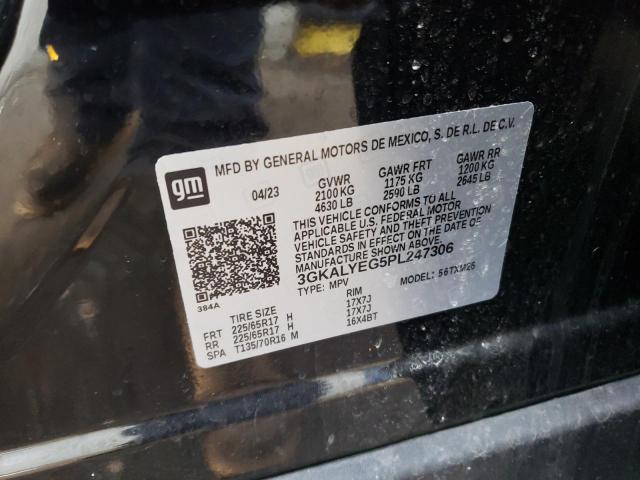 MFD BY GENERAL MOTORS DE MEXICO, S. DE R.L. DE C.V.
gm
04/23 GVWR GAWR FRT GAWR RR
2100 KG 1175 KG 1200 KG
4630 LB 2590 LB 2645 LB
THIS VEHICLE CONFORMS TO ALL
APPLICABLE U.S. FEDERAL MOTOR
VEHICLE SAFETY AND THEFT PREVENTION
STANDARDS IN EFFECT ON THE DATE OF
MANUFACTURE SHOWN ABOVE.
3GKALYEG5PL247306
TYPE: MPV MODEL: 56TXM26
384A
TIRE SIZE RIM
FRT 225/65R17 H 17X7J
RR 225/65R17 H 17X7J
SPA T135/70R16 M 16X4BT